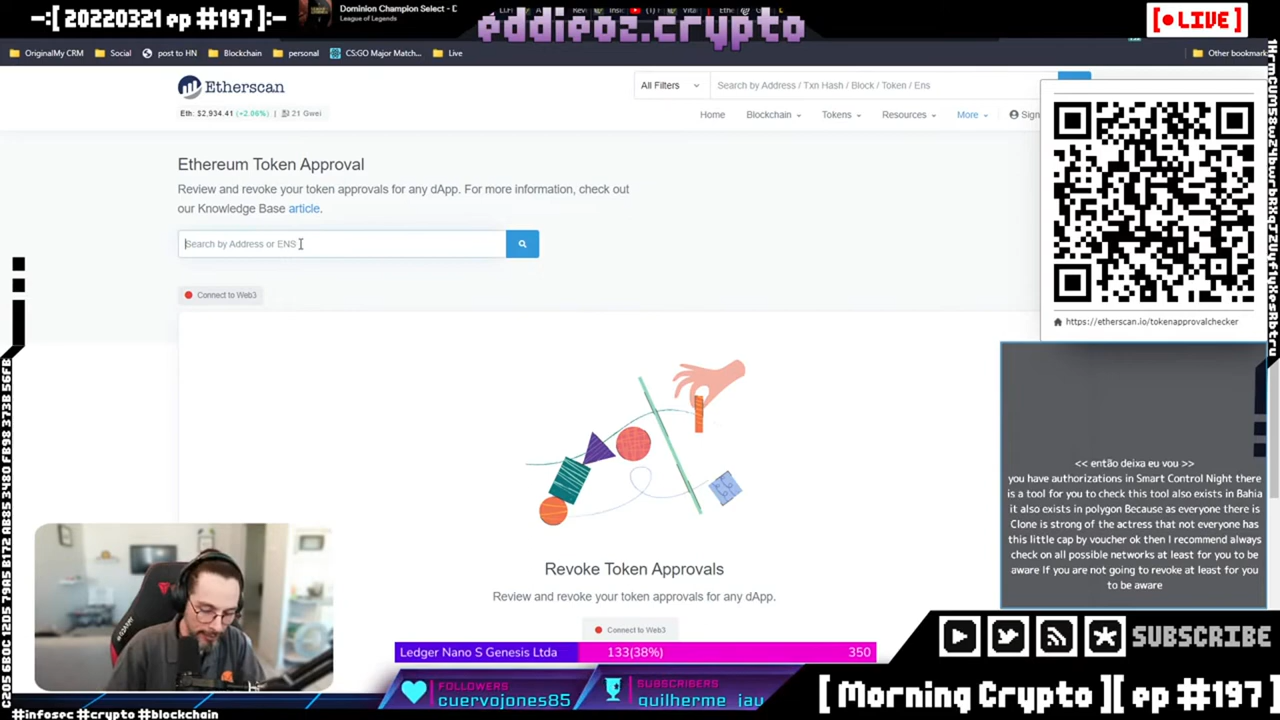 -:[ 20220321 ep #197]:-
Dominion Champion Select - D
League of Legends
eddieoz.crypto
[●LIVE]
OriginalMy CRM
Social
post to HN
Blockchain
personal
CS:GO Major Match...
Live
Other bookmark
Etherscan
All Filters
Search by Address / Txn Hash / Block / Token / Ens
Eth: $2,934.41 (+2.06%) | 21 Gwei
Home
Blockchain
Tokens
Resources
More
Sign
Ethereum Token Approval
Review and revoke your token approvals for any dApp. For more information, check out
our Knowledge Base article.
Search by Address or ENS
Connect to Web3
https://etherscan.io/tokenapprovalchecker
<< então deixa eu vou >>
you have authorizations in Smart Control Night there
is a tool for you to check this tool also exists in Bahia
it also exists in polygon Because as everyone there is
Clone is strong of the actress that not everyone has
this little cap by voucher ok then I recommend always
check on all possible networks at least for you to be
aware If you are not going to revoke at least for you
to be aware
Revoke Token Approvals
Review and revoke your token approvals for any dApp.
Connect to Web3
Ledger Nano S Genesis Ltda
133(38%)
350
FOLLOWERS
cuervojones85
SUBSCRIBERS
guilherme_jau
SUBSCRIBE
[Morning Crypto][ep #197]
#infosec #crypto #blockchain